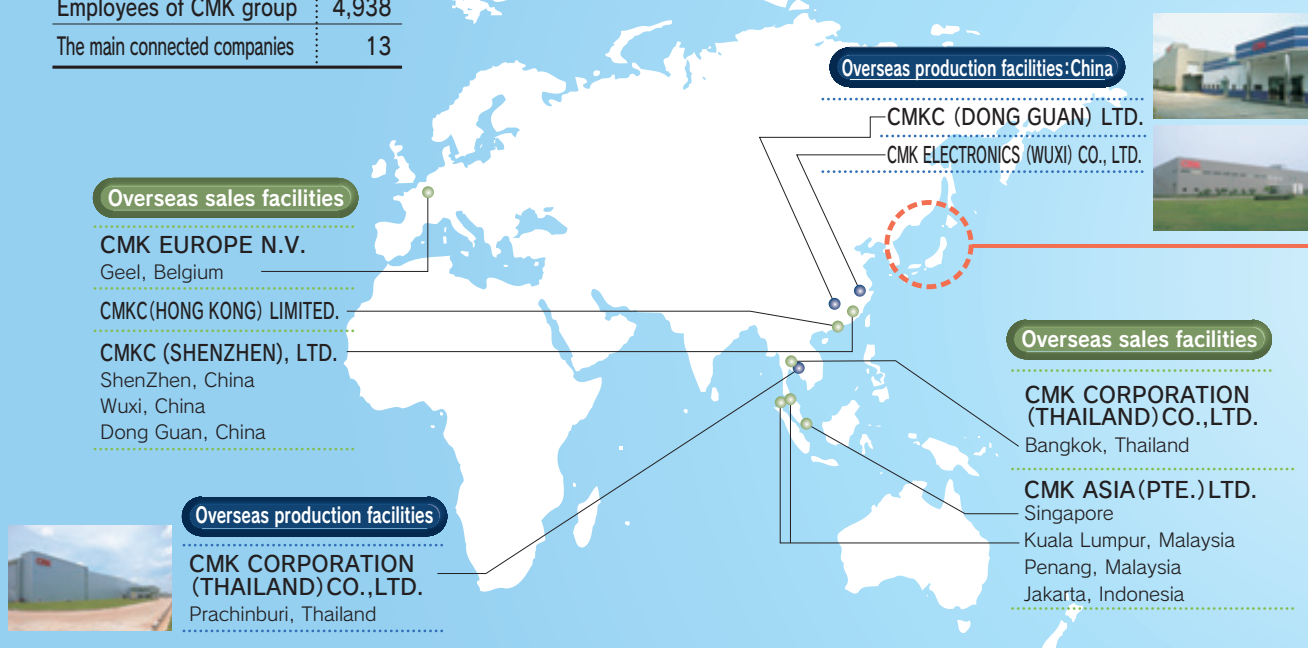 Employees of CMK group 4,938
The main connected companies 13
Overseas production facilities:China
CMKC (DONG GUAN) LTD.
CMK ELECTRONICS (WUXI) CO., LTD.
Overseas sales facilities
CMK EUROPE N.V.
Geel, Belgium
CMKC(HONG KONG) LIMITED.
CMKC (SHENZHEN), LTD.
ShenZhen, China
Wuxi, China
Dong Guan, China
Overseas production facilities
CMK CORPORATION
(THAILAND)CO.,LTD.
Prachinburi, Thailand
Overseas sales facilities
CMK CORPORATION
(THAILAND)CO.,LTD.
Bangkok, Thailand
CMK ASIA(PTE.)LTD.
Singapore
Kuala Lumpur, Malaysia
Penang, Malaysia
Jakarta, Indonesia